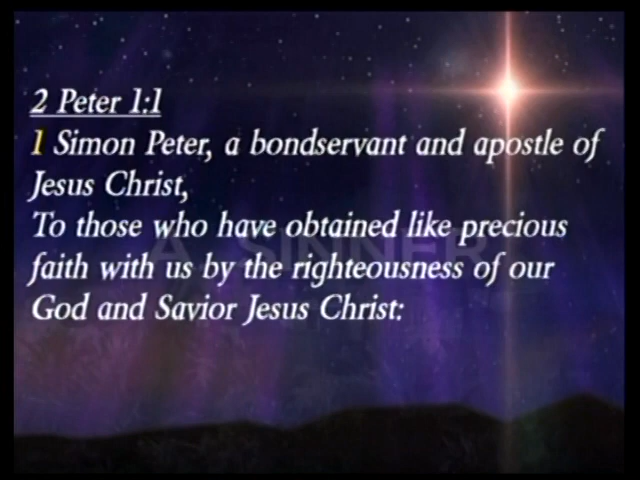 2 Peter 1:1
1 Simon Peter, a bondservant and apostle of
Jesus Christ,
To those who have obtained like precious
faith with us by the righteousness of our
God and Savior Jesus Christ:
A SINNER